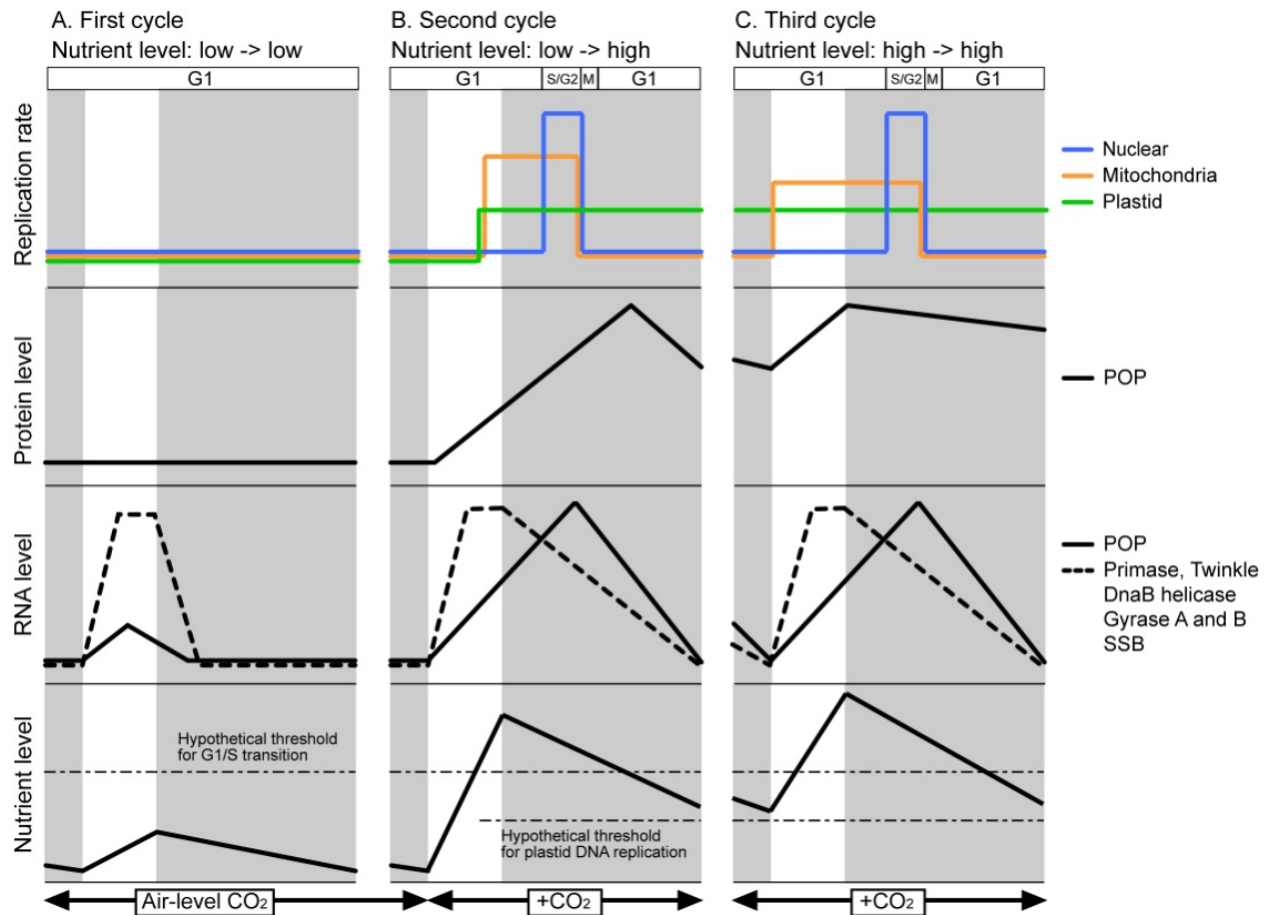 A. First cycle
Nutrient level: low -> low
B. Second cycle
Nutrient level: low -> high
C. Third cycle
Nutrient level: high -> high
G1
G1
S/G2
M
G1
G1
S/G2
M
G1
Replication rate
Nuclear
Mitochondria
Plastid
Protein level
POP
RNA level
POP
Primase, Twinkle
DnaB helicase
Gyrase A and B
SSB
Nutrient level
Hypothetical threshold
for G1/S transition
Hypothetical threshold
for plastid DNA replication
Air-level CO₂
+CO₂
+CO₂